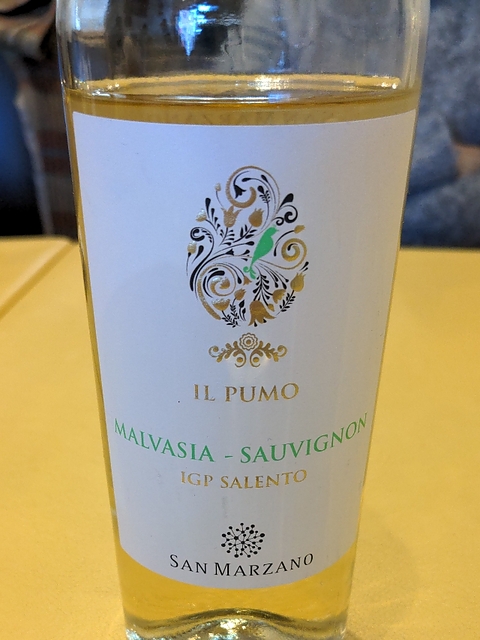 IL PUMO
MALVASIA - SAUVIGNON
IGP SALENTO
SAN MARZANO